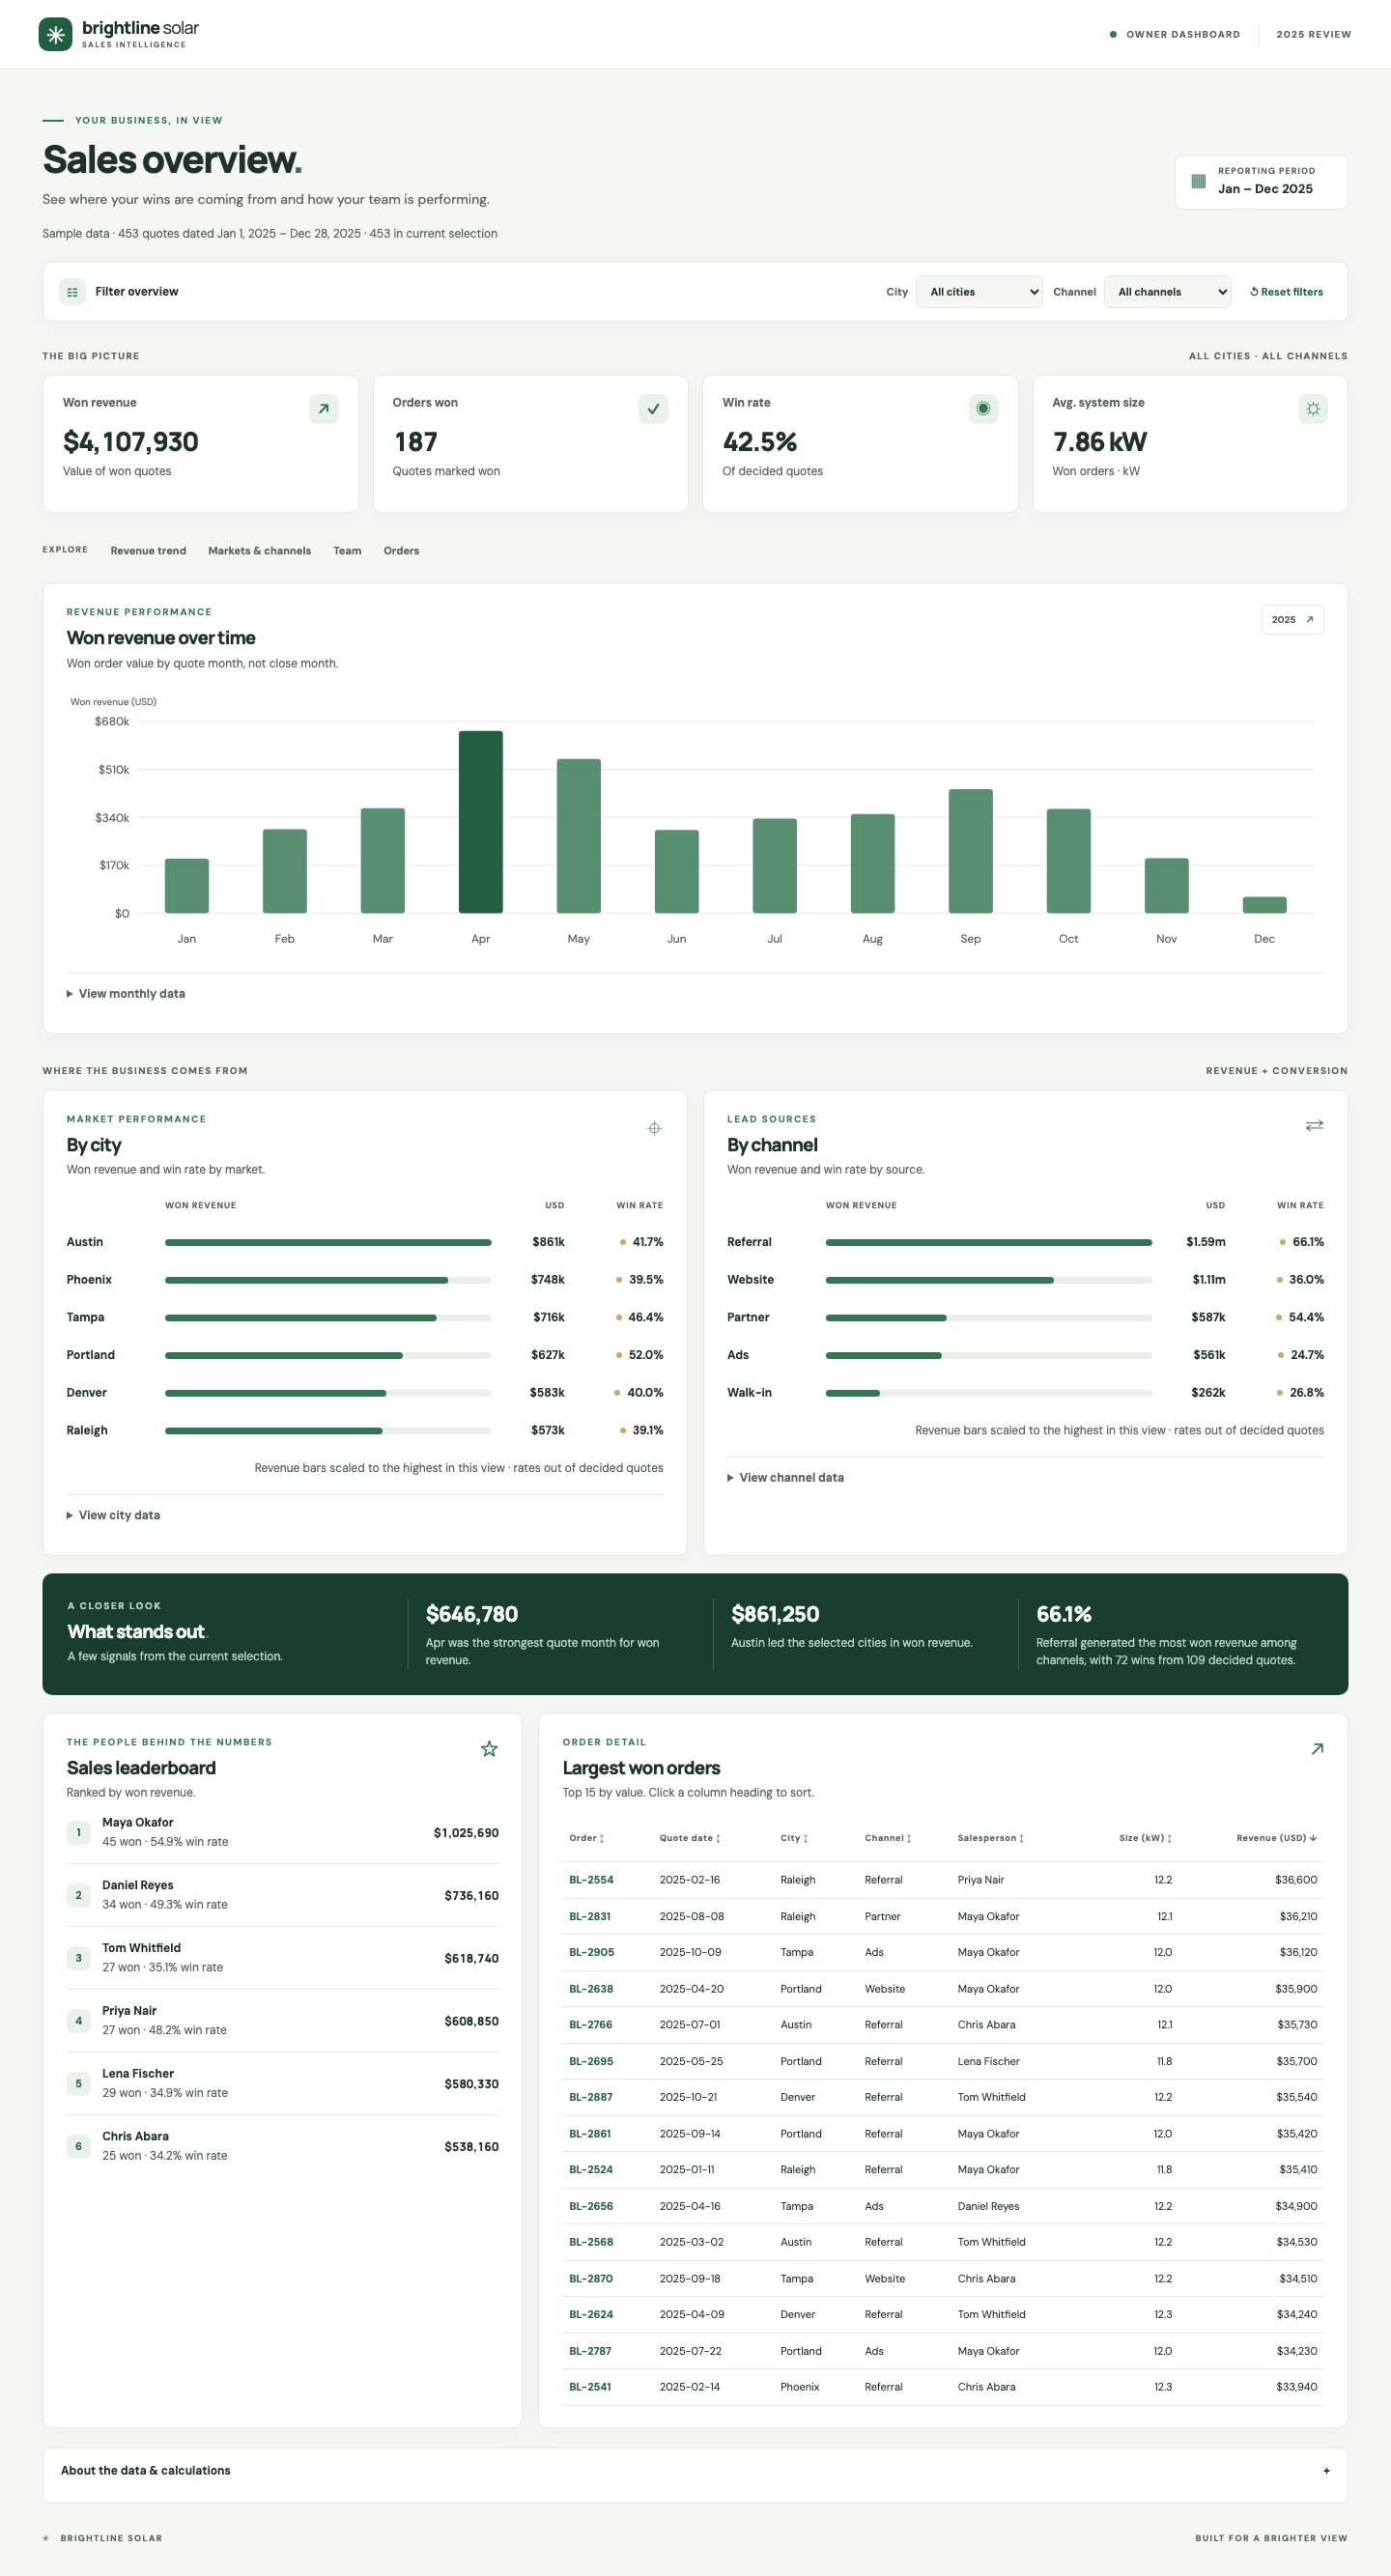 brightline solar
SALES INTELLIGENCE
OWNER DASHBOARD
2025 REVIEW
YOUR BUSINESS, IN VIEW
Sales overview.
See where your wins are coming from and how your team is performing.
Sample data · 453 quotes dated Jan 1, 2025 – Dec 28, 2025 · 453 in current selection
REPORTING PERIOD
Jan – Dec 2025
Filter overview
City All cities Channel All channels ↺ Reset filters
THE BIG PICTURE
ALL CITIES · ALL CHANNELS
Won revenue
$4,107,930
Value of won quotes
Orders won
187
Quotes marked won
Win rate
42.5%
Of decided quotes
Avg. system size
7.86 kW
Won orders · kW
EXPLORE Revenue trend Markets & channels Team Orders
REVENUE PERFORMANCE
Won revenue over time
Won order value by quote month, not close month.
2025 ↗
Won revenue (USD)
$680k
$510k
$340k
$170k
$0
Jan Feb Mar Apr May Jun Jul Aug Sep Oct Nov Dec
View monthly data
WHERE THE BUSINESS COMES FROM
REVENUE + CONVERSION
MARKET PERFORMANCE
By city
Won revenue and win rate by market.
WON REVENUE USD WIN RATE
Austin $861k 41.7%
Phoenix $748k 39.5%
Tampa $716k 46.4%
Portland $627k 52.0%
Denver $583k 40.0%
Raleigh $573k 39.1%
Revenue bars scaled to the highest in this view · rates out of decided quotes
View city data
LEAD SOURCES
By channel
Won revenue and win rate by source.
WON REVENUE USD WIN RATE
Referral $1.59m 66.1%
Website $1.11m 36.0%
Partner $587k 54.4%
Ads $561k 24.7%
Walk-in $262k 26.8%
Revenue bars scaled to the highest in this view · rates out of decided quotes
View channel data
A CLOSER LOOK
What stands out
A few signals from the current selection.
$646,780
Apr was the strongest quote month for won
revenue.
$861,250
Austin led the selected cities in won revenue.
66.1%
Referral generated the most won revenue among
channels, with 72 wins from 109 decided quotes.
THE PEOPLE BEHIND THE NUMBERS
Sales leaderboard
Ranked by won revenue.
1 Maya Okafor $1,025,690
45 won · 54.9% win rate
2 Daniel Reyes $736,160
34 won · 49.3% win rate
3 Tom Whitfield $618,740
27 won · 35.1% win rate
4 Priya Nair $608,850
27 won · 48.2% win rate
5 Lena Fischer $580,330
29 won · 34.9% win rate
6 Chris Abara $538,160
25 won · 34.2% win rate
ORDER DETAIL
Largest won orders
Top 15 by value. Click a column heading to sort.
Order ↕ Quote date ↕ City ↕ Channel ↕ Salesperson ↕ Size (kW) ↕ Revenue (USD) ↓
BL-2554 2025-02-16 Raleigh Referral Priya Nair 12.2 $36,600
BL-2831 2025-08-08 Raleigh Partner Maya Okafor 12.1 $36,210
BL-2905 2025-10-09 Tampa Ads Maya Okafor 12.0 $36,120
BL-2638 2025-04-20 Portland Website Maya Okafor 12.0 $35,900
BL-2766 2025-07-01 Austin Referral Chris Abara 12.1 $35,730
BL-2695 2025-05-25 Portland Referral Lena Fischer 11.8 $35,700
BL-2887 2025-10-21 Denver Referral Tom Whitfield 12.2 $35,540
BL-2861 2025-09-14 Portland Referral Maya Okafor 12.0 $35,420
BL-2524 2025-01-11 Raleigh Referral Maya Okafor 11.8 $35,410
BL-2656 2025-04-16 Tampa Ads Daniel Reyes 12.2 $34,900
BL-2568 2025-03-02 Austin Referral Tom Whitfield 12.2 $34,530
BL-2870 2025-09-18 Tampa Website Chris Abara 12.2 $34,510
BL-2624 2025-04-09 Denver Referral Tom Whitfield 12.3 $34,240
BL-2787 2025-07-22 Portland Ads Maya Okafor 12.0 $34,230
BL-2541 2025-02-14 Phoenix Referral Chris Abara 12.3 $33,940
About the data & calculations +
BRIGHTLINE SOLAR
BUILT FOR A BRIGHTER VIEW